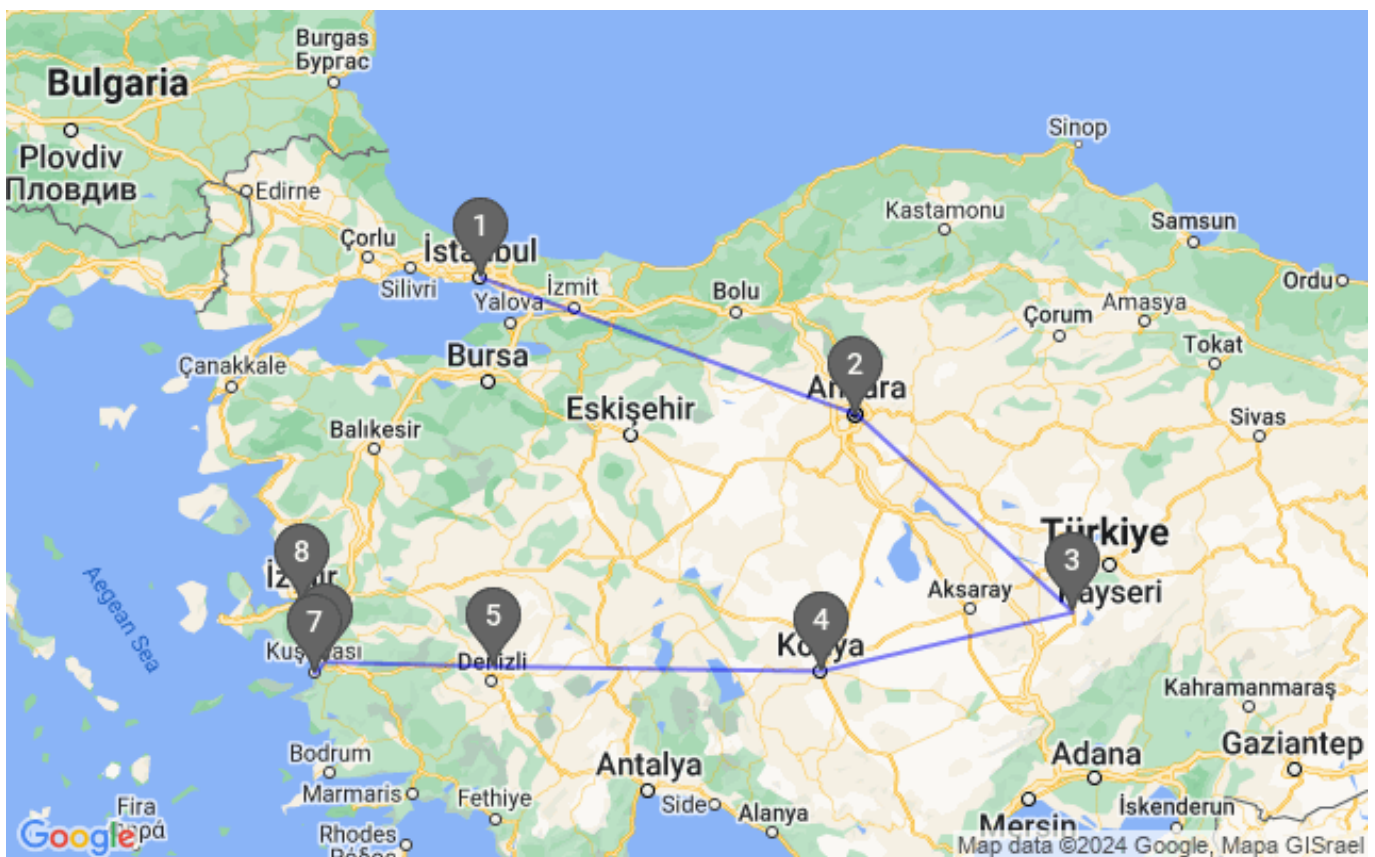 Burgas
Бургас
Bulgaria
Plovdiv
Пловдив
Edirne
Sinop
Kastamonu
Samsun
1
Çorlu
İstanbul
Silivri
Yalova
İzmit
Bolu
Ordu
Amasya
Çorum
Tokat
Bursa
Çanakkale
2
Ankara
Eskişehir
Sivas
Balıkesir
Türkiye
8
3
İzmir
Aksaray
Kayseri
Aegean Sea
7
5
4
Kuşadası
Denizli
Konya
Kahramanmaraş
Gaziantep
Bodrum
Antalya
Adana
Marmaris
Fethiye
Side
Alanya
İskenderun
Fira
Mersin
Rhodes
Google
Map data ©2024 Google, Mapa GISrael